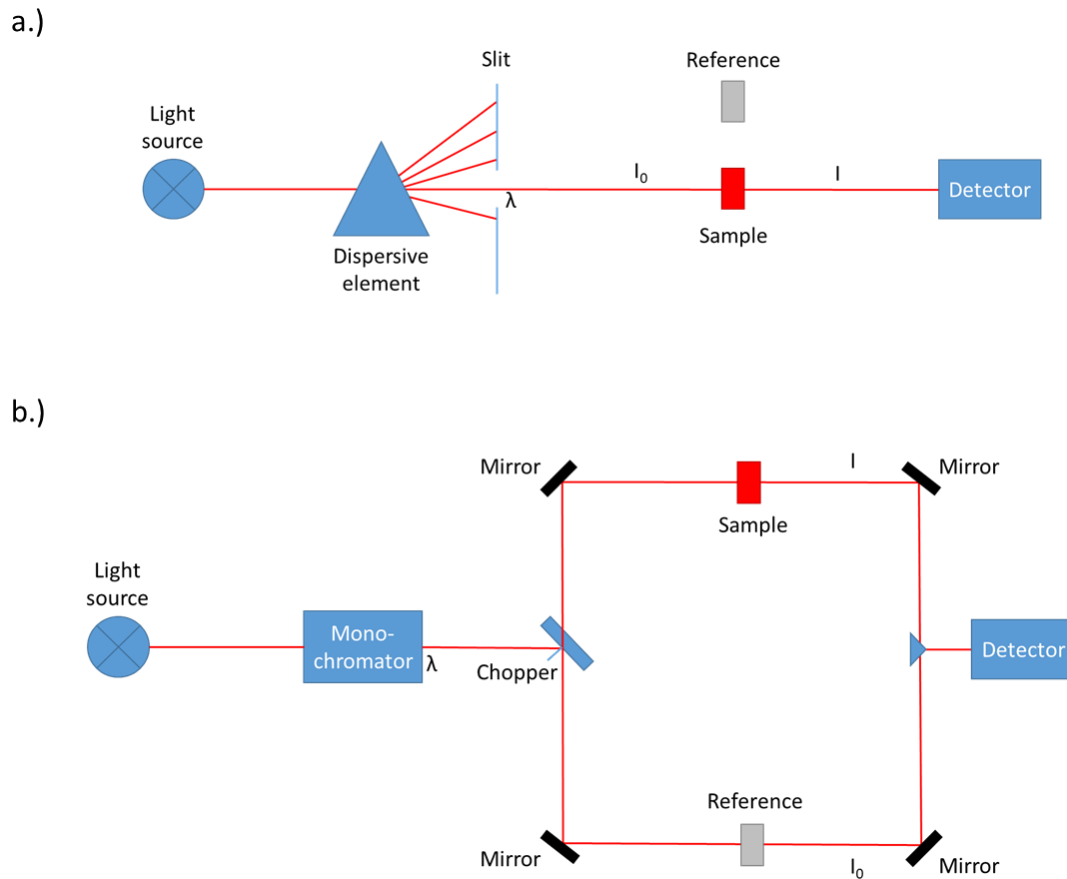 a.)
Slit
Reference
Light
source
I₀
I
Detector
λ
Sample
Dispersive
element
b.)
Mirror
I
Mirror
Sample
Light
source
Mono-
chromator
λ
Chopper
Detector
Reference
Mirror
I₀
Mirror